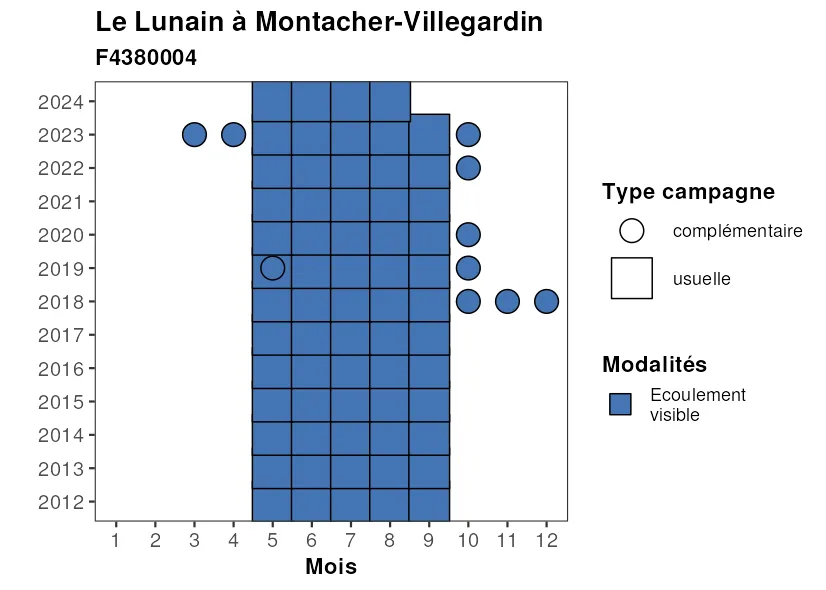 Le Lunain à Montacher-Villegardin
F4380004
2024
2023
2022
2021
2020
2019
2018
2017
2016
2015
2014
2013
2012
1 2 3 4 5 6 7 8 9 10 11 12
Mois
Type campagne
complémentaire
usuelle
Modalités
Ecoulement
visible